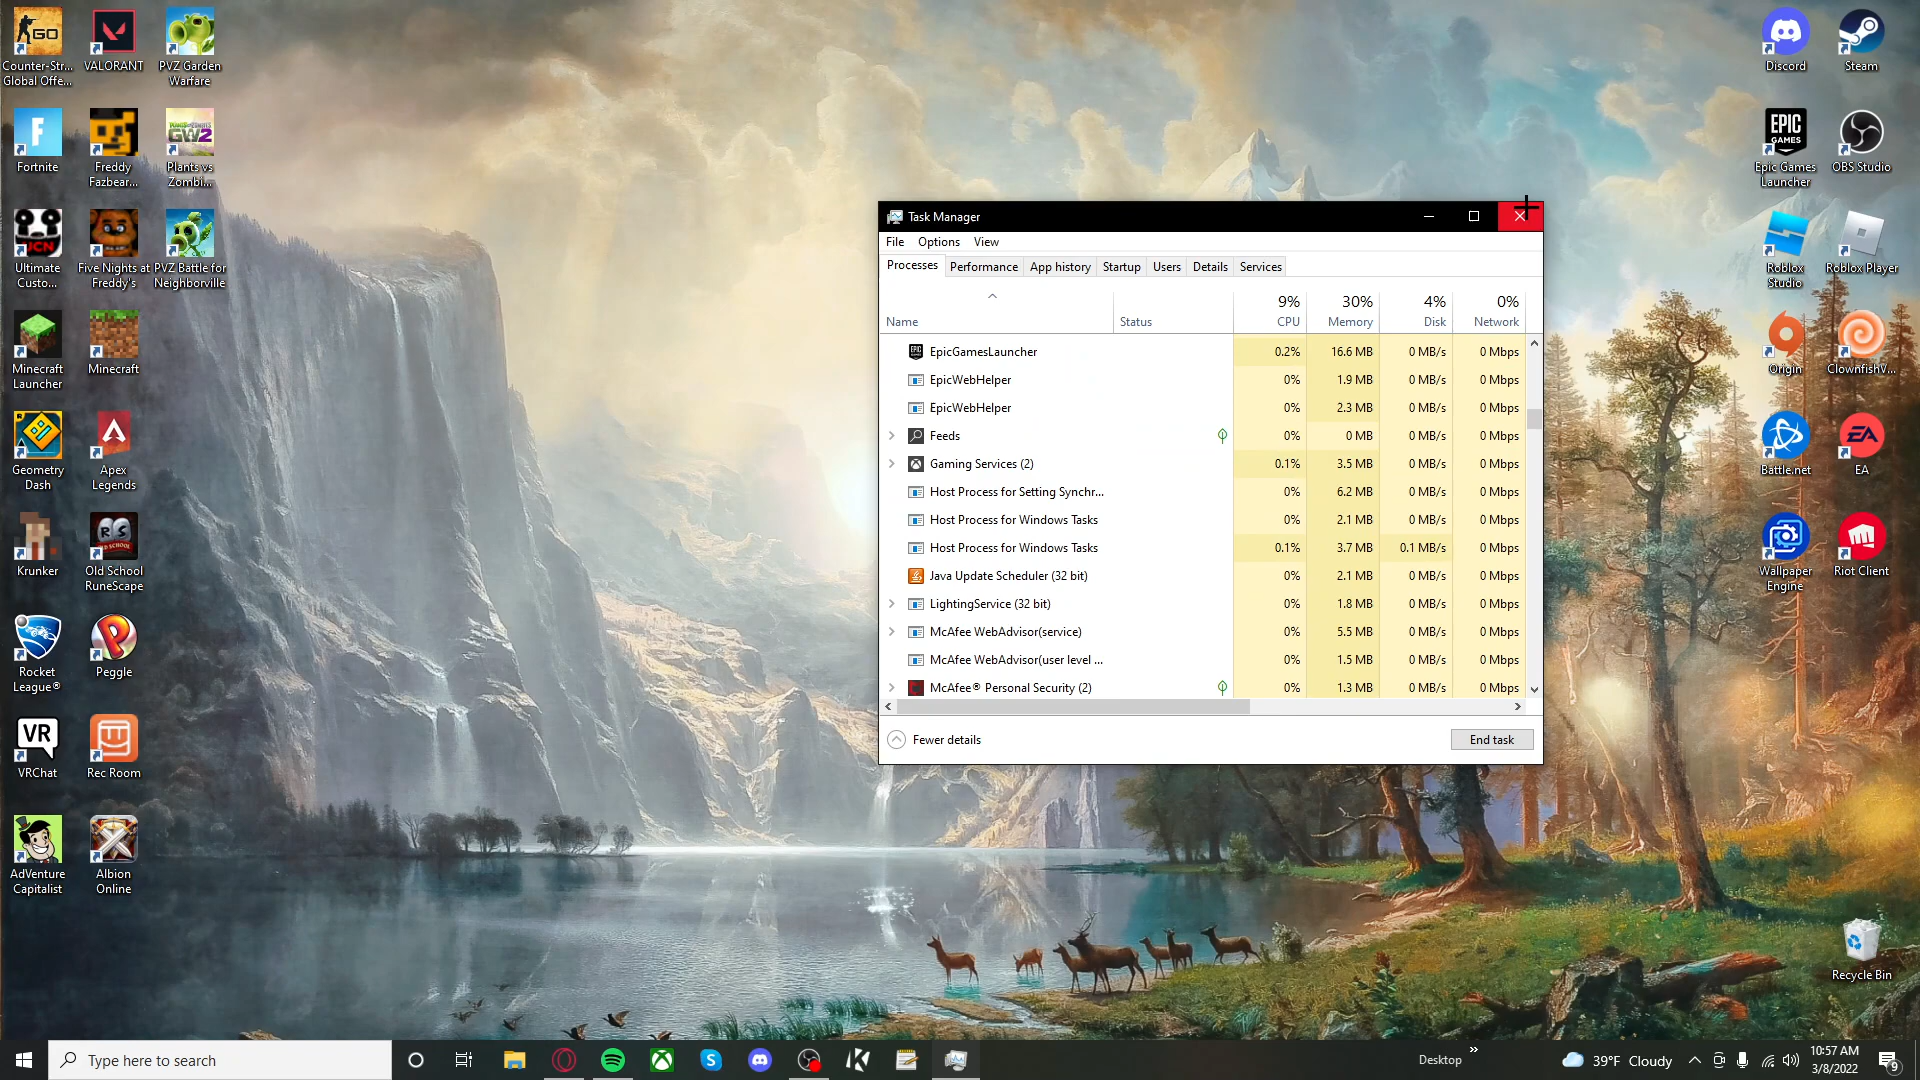 Counter-Str...
Global Offe...
VALORANT
PVZ Garden
Warfare
Fortnite
Freddy
Fazbear...
GW2
Plants vs
Zombi...
UCN
Ultimate
Custo...
Five Nights at
Freddy's
PVZ Battle for
Neighborville
Minecraft
Launcher
Minecraft
Geometry
Dash
Apex
Legends
Krunker
Old School
RuneScape
Rocket
League®
Peggle
VR
VRChat
Rec Room
AdVenture
Capitalist
Albion
Online
Discord
Steam
EPIC
GAMES
Epic Games
Launcher
OBS Studio
Roblox
Studio
Roblox Player
Origin
ClownfishV...
Battle.net
EA
EA
Wallpaper
Engine
Riot Client
Recycle Bin
Task Manager
File Options View
Processes Performance App history Startup Users Details Services
9% 30% 4% 0%
Name Status CPU Memory Disk Network
EpicGamesLauncher 0.2% 16.6 MB 0 MB/s 0 Mbps
EpicWebHelper 0% 1.9 MB 0 MB/s 0 Mbps
EpicWebHelper 0% 2.3 MB 0 MB/s 0 Mbps
Feeds 0% 0 MB 0 MB/s 0 Mbps
Gaming Services (2) 0.1% 3.5 MB 0 MB/s 0 Mbps
Host Process for Setting Synchr... 0% 6.2 MB 0 MB/s 0 Mbps
Host Process for Windows Tasks 0% 2.1 MB 0 MB/s 0 Mbps
Host Process for Windows Tasks 0.1% 3.7 MB 0.1 MB/s 0 Mbps
Java Update Scheduler (32 bit) 0% 2.1 MB 0 MB/s 0 Mbps
LightingService (32 bit) 0% 1.8 MB 0 MB/s 0 Mbps
McAfee WebAdvisor(service) 0% 5.5 MB 0 MB/s 0 Mbps
McAfee WebAdvisor(user level ... 0% 1.5 MB 0 MB/s 0 Mbps
McAfee® Personal Security (2) 0% 1.3 MB 0 MB/s 0 Mbps
Fewer details
End task
Type here to search
Desktop
39°F Cloudy
10:57 AM
3/8/2022
9